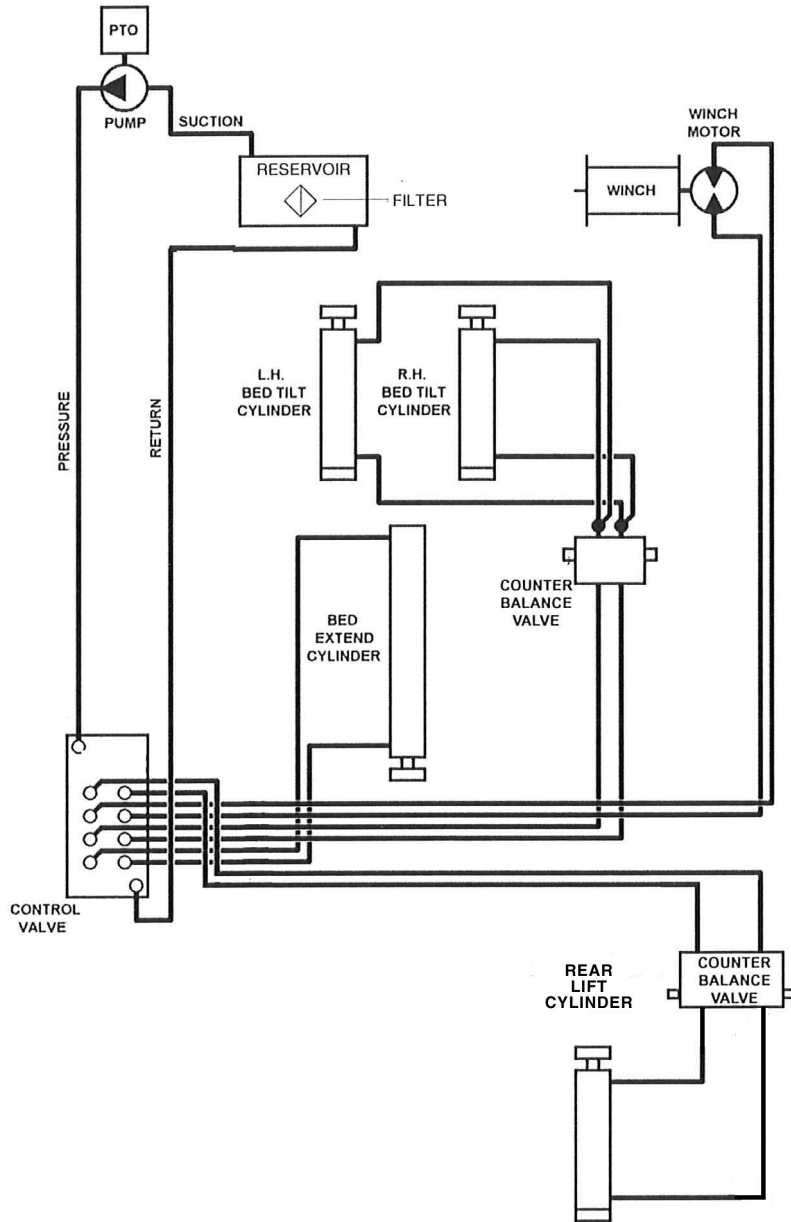 PTO
PUMP
SUCTION
RESERVOIR
FILTER
WINCH
MOTOR
WINCH
PRESSURE
RETURN
L.H.
BED TILT
CYLINDER
R.H.
BED TILT
CYLINDER
COUNTER
BALANCE
VALVE
BED
EXTEND
CYLINDER
CONTROL
VALVE
REAR
LIFT
CYLINDER
COUNTER
BALANCE
VALVE